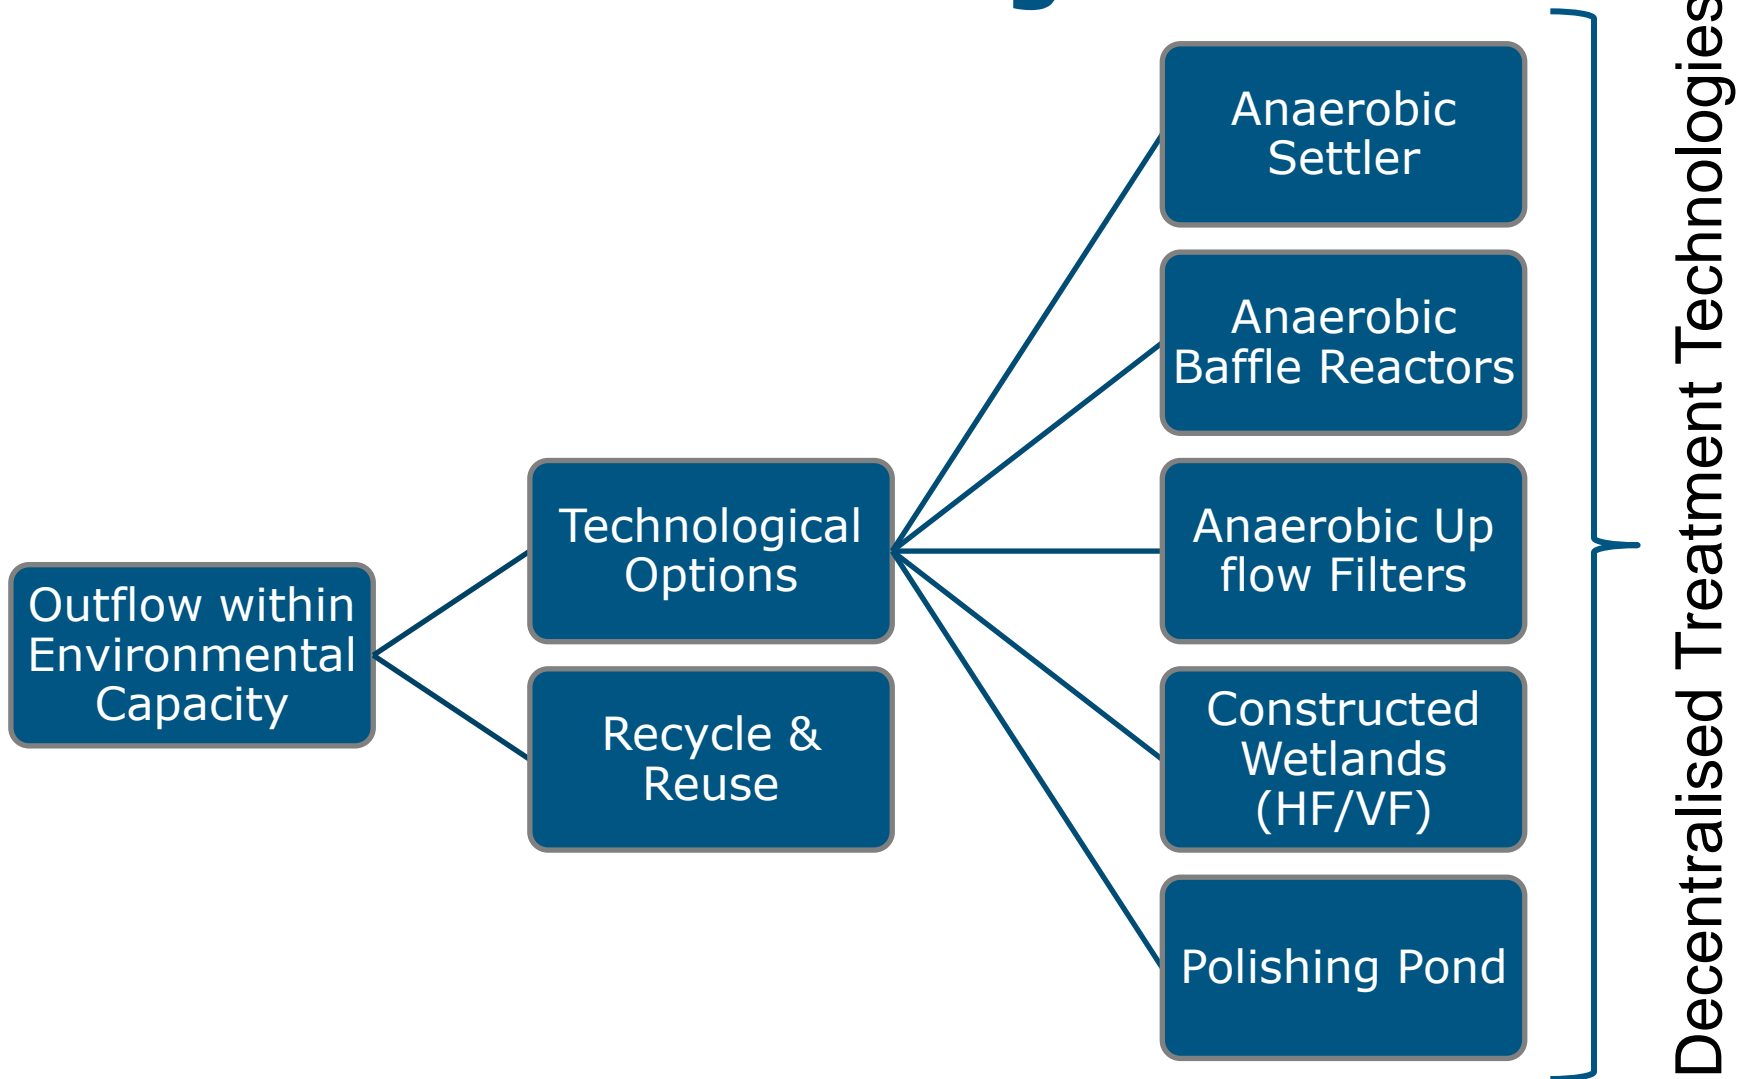 Outflow within
Environmental
Capacity
Technological
Options
Recycle &
Reuse
Anaerobic
Settler
Anaerobic
Baffle Reactors
Anaerobic Up
flow Filters
Constructed
Wetlands
(HF/VF)
Polishing Pond
Decentralised Treatment Technologies